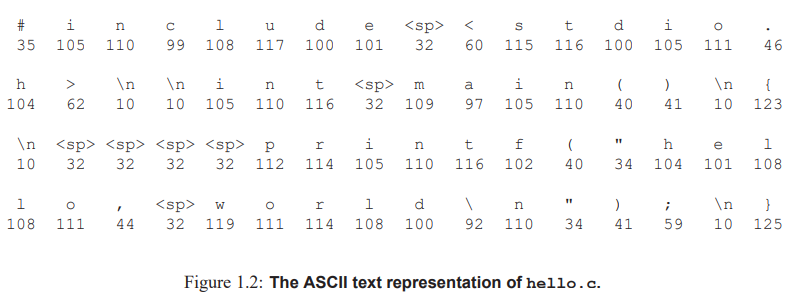 # i n c l u d e <sp> < s t d i o .
35 105 110 99 108 117 100 101 32 60 115 116 100 105 111 46
h > \n \n i n t <sp> m a i n ( ) \n {
104 62 10 10 105 110 116 32 109 97 105 110 40 41 10 123
\n <sp> <sp> <sp> <sp> p r i n t f ( " h e l
10 32 32 32 32 112 114 105 110 116 102 40 34 104 101 108
l o , <sp> w o r l d \ n " ) ; \n }
108 111 44 32 119 111 114 108 100 92 110 34 41 59 10 125
Figure 1.2: The ASCII text representation of hello.c.